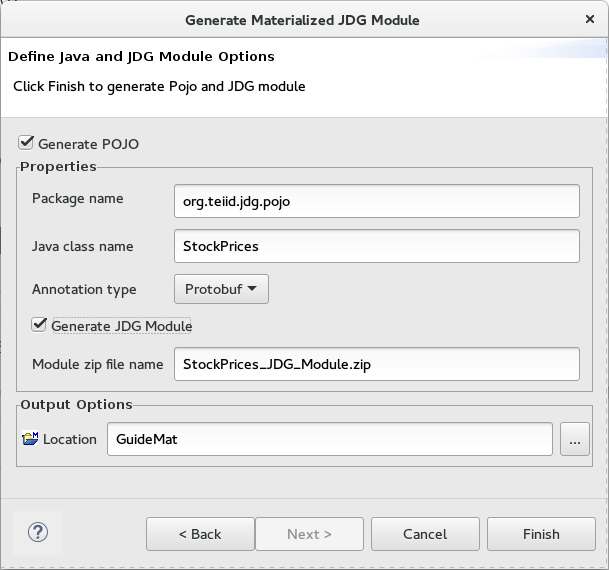 Generate Materialized JDG Module ×
Define Java and JDG Module Options
Click Finish to generate Pojo and JDG module
Generate POJO
Properties
Package name org.teiid.jdg.pojo
Java class name StockPrices
Annotation type Protobuf
Generate JDG Module
Module zip file name StockPrices_JDG_Module.zip
Output Options
Location GuideMat ...
? < Back Next > Cancel Finish